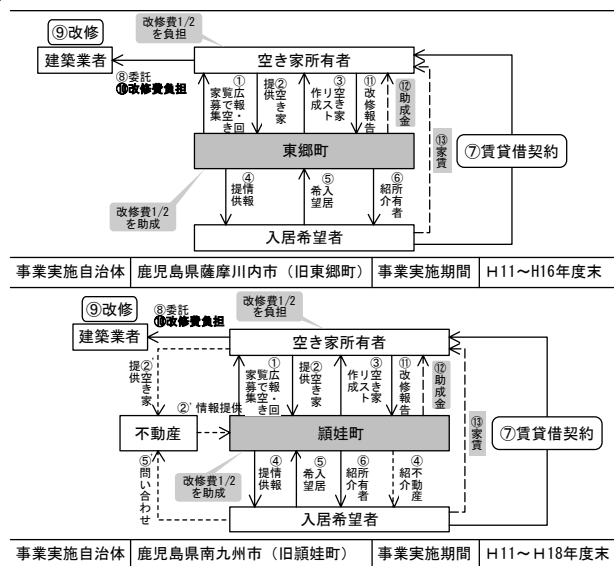 改修費1/2
を負担
⑨改修
建築業者
空き家所有者
⑧委託
⑩改修費負担
①広報・回
覧で空き
家募集
②空き家
提供
③空き家
リスト
作成
⑪改修報告
⑫助成金
⑬家賃
⑦賃貸借契約
東郷町
改修費1/2
を助成
④情報
提供
⑤入居
希望
⑥所有者
紹介
入居希望者
事業実施自治体 鹿児島県薩摩川内市（旧東郷町） 事業実施期間 H11～H16年度末
改修費1/2
を負担
⑨改修
建築業者
空き家所有者
⑧委託
⑩改修費負担
②空き家
提供
①広報・回
覧で空き
家募集
②空き家
提供
③空き家
リスト
作成
⑪改修報告
⑫助成金
⑬家賃
⑦賃貸借契約
不動産
②’情報提供
頴娃町
改修費1/2
を助成
⑤’問い合わせ
④情報
提供
⑤入居
希望
⑥所有者
紹介
④不動産
紹介
入居希望者
事業実施自治体 鹿児島県南九州市（旧頴娃町） 事業実施期間 H11～H18年度末